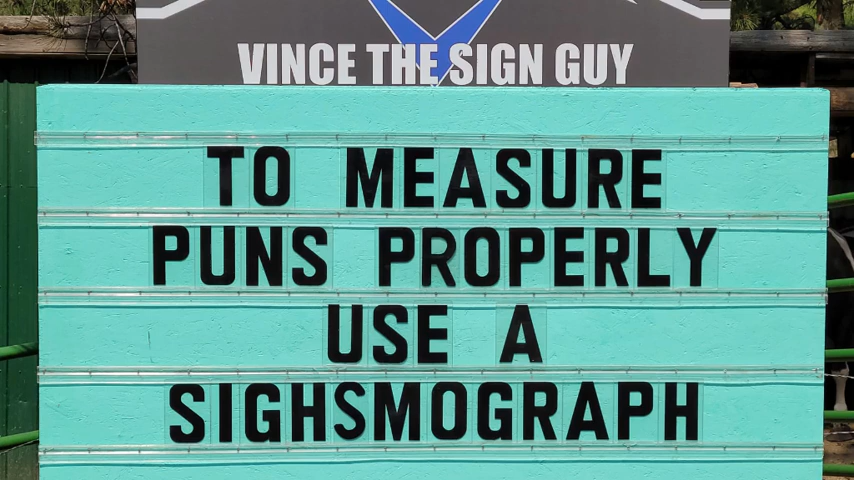 VINCE THE SIGN GUY
TO MEASURE
PUNS PROPERLY
USE A
SIGHSMOGRAPH